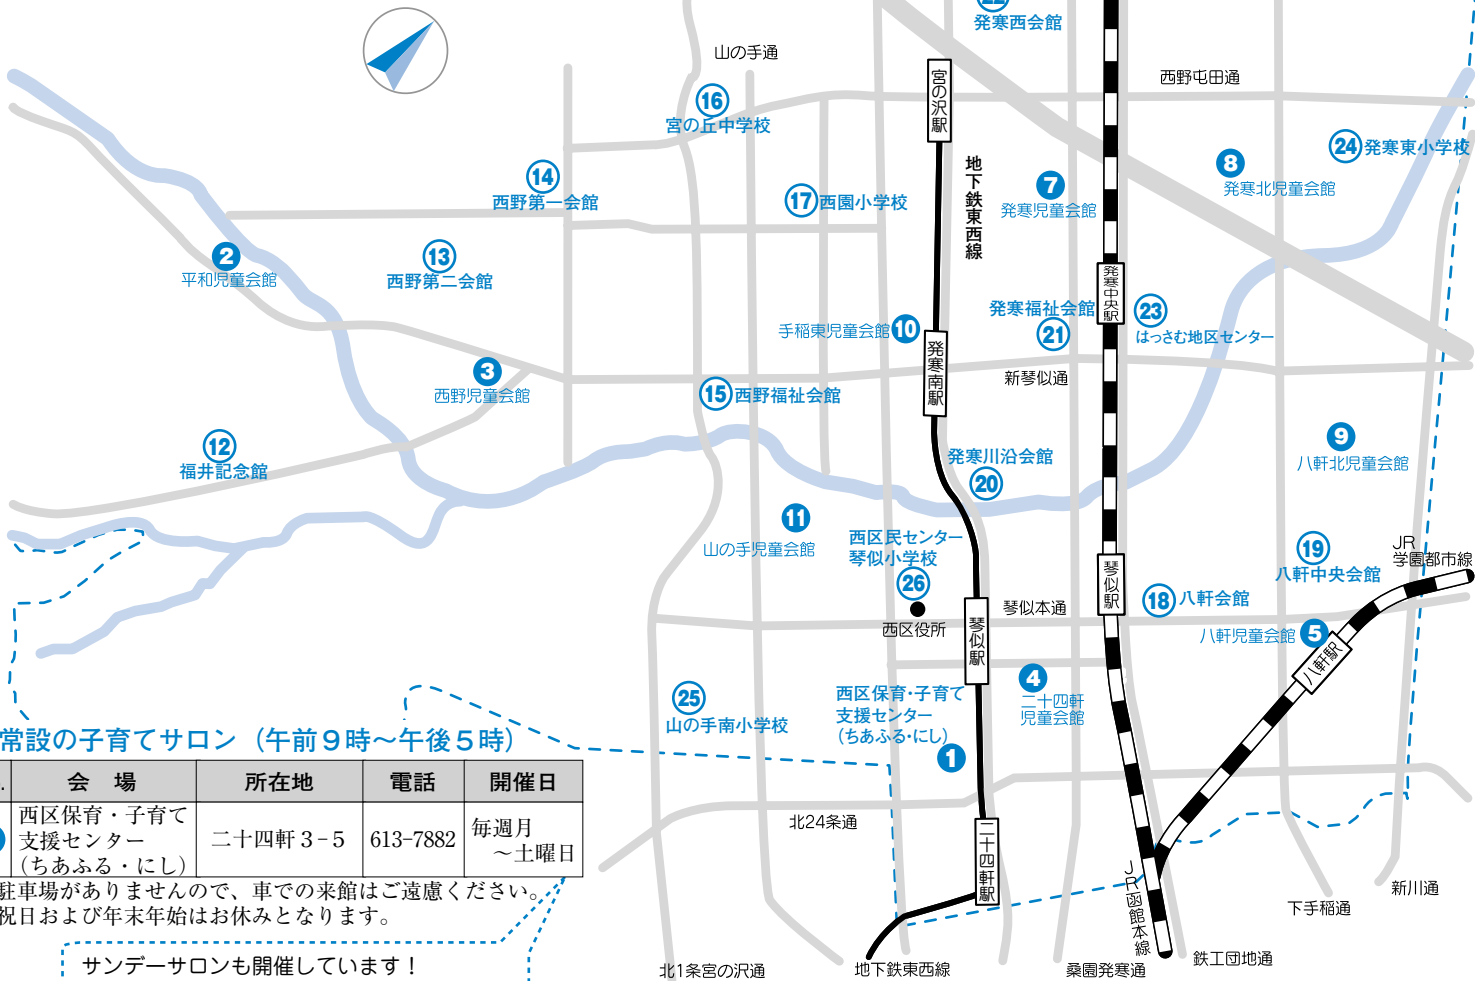 22
発寒西会館
山の手通
西野屯田通
16
宮の丘中学校
宮の沢駅
地下鉄東西線
24 発寒東小学校
8
発寒北児童会館
7
発寒児童会館
14
西野第一会館
17 西園小学校
2
平和児童会館
13
西野第二会館
発寒中央駅
発寒福祉会館
21
23
はっさむ地区センター
手稲東児童会館 10
発寒南駅
新琴似通
3
西野児童会館
15 西野福祉会館
12
福井記念館
9
八軒北児童会館
発寒川沿会館
20
11
山の手児童会館
西区民センター
琴似小学校
26
西区役所
琴似駅
琴似本通
琴似駅
18 八軒会館
19
八軒中央会館
JR
学園都市線
八軒児童会館 5
八軒駅
4
二十四軒
児童会館
25
山の手南小学校
西区保育・子育て
支援センター
(ちあふる・にし)
1
常設の子育てサロン（午前９時～午後５時）
会　場	所在地	電話	開催日
西区保育・子育て
支援センター
(ちあふる・にし)
二十四軒３-５
613-7882
毎週月
～土曜日
駐車場がありませんので、車での来館はご遠慮ください。
祝日および年末年始はお休みとなります。
サンデーサロンも開催しています！
北24条通
二十四軒駅
JR函館本線
下手稲通
新川通
北1条宮の沢通
地下鉄東西線
桑園発寒通
鉄工団地通